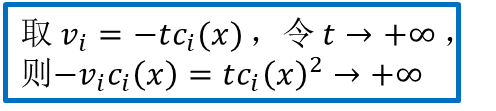 取 v_i = −tc_i(x)，令 t → +∞，
则−v_i c_i(x) = tc_i(x)^2 → +∞